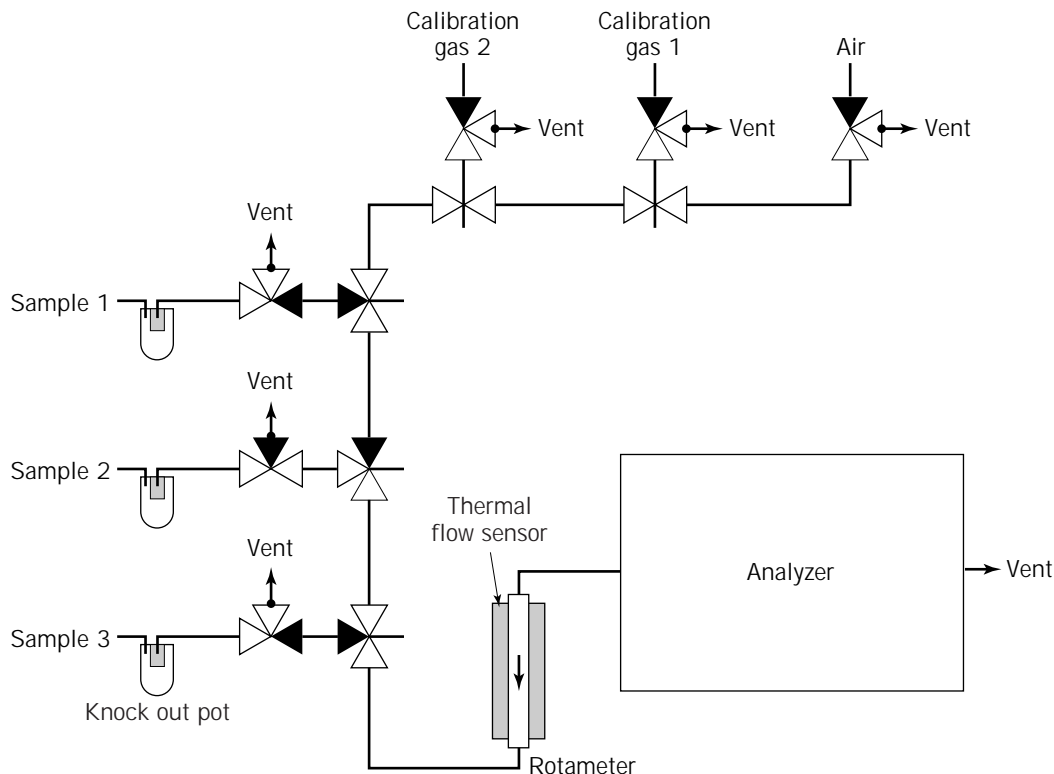 Calibration
gas 2
Calibration
gas 1
Air
Vent
Vent
Vent
Vent
Sample 1
Vent
Sample 2
Thermal
flow sensor
Vent
Analyzer
Vent
Sample 3
Knock out pot
Rotameter